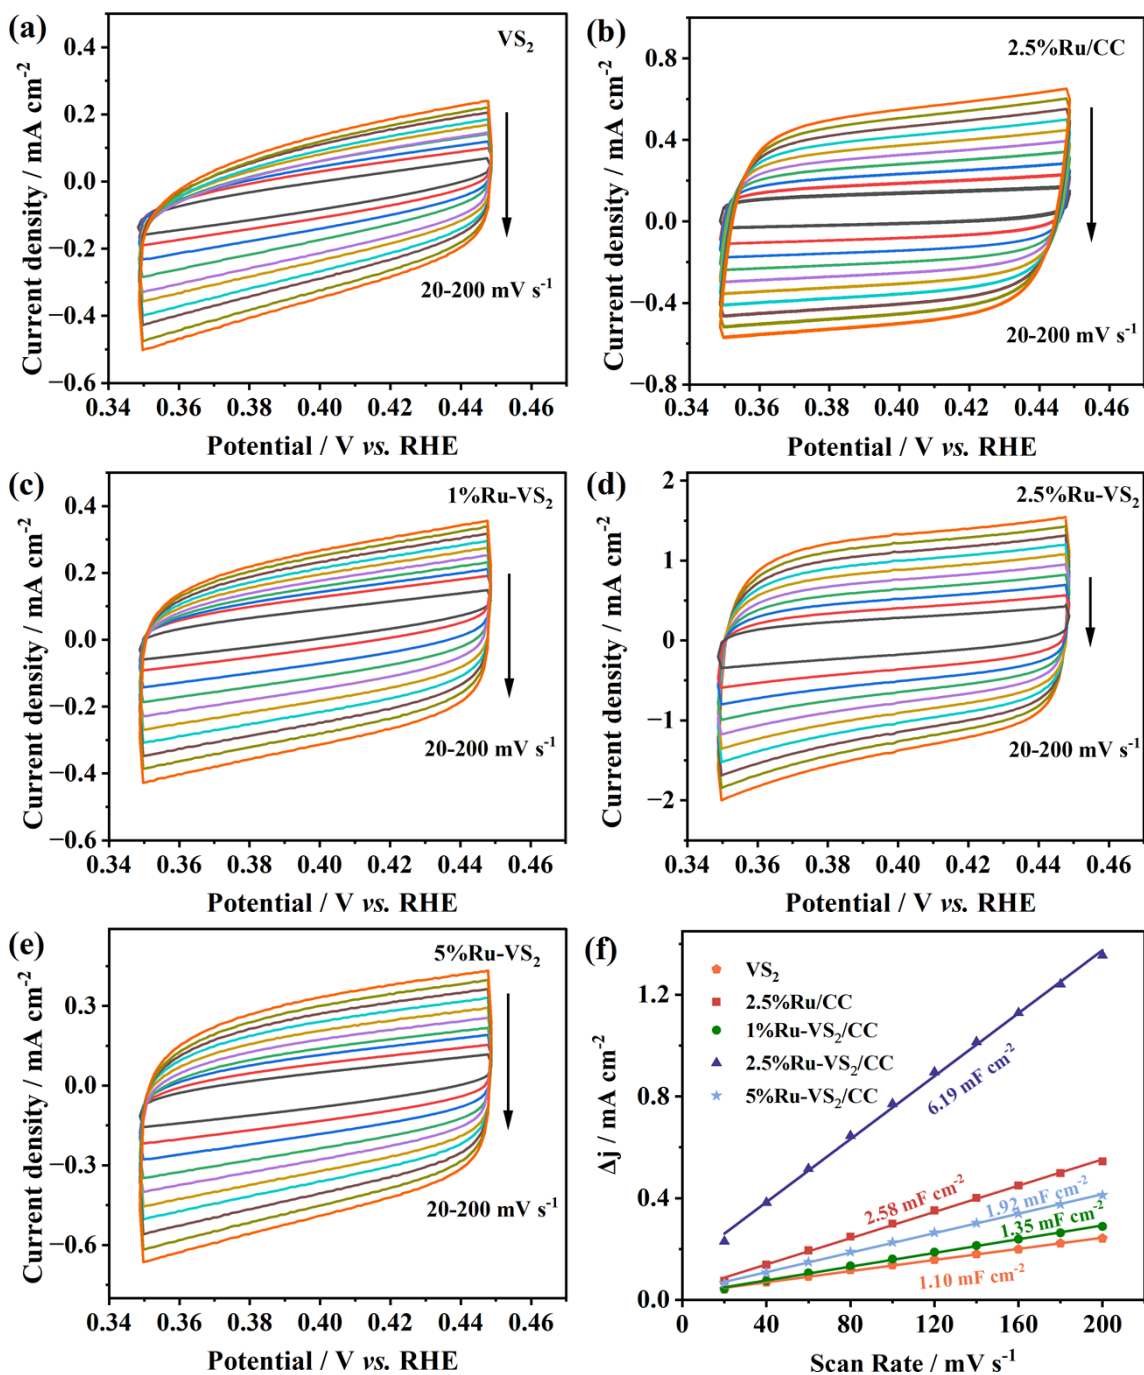 (a)
VS2
0.4
0.2
0.0
−0.2
−0.4
−0.6
20-200 mV s-1
0.34 0.36 0.38 0.40 0.42 0.44 0.46
Potential / V vs. RHE
Current density / mA cm-2
(b)
2.5%Ru/CC
0.8
0.4
0.0
−0.4
−0.8
20-200 mV s-1
0.34 0.36 0.38 0.40 0.42 0.44 0.46
Potential / V vs. RHE
Current density / mA cm-2
(c)
1%Ru-VS2
0.4
0.2
0.0
−0.2
−0.4
−0.6
20-200 mV s-1
0.34 0.36 0.38 0.40 0.42 0.44 0.46
Potential / V vs. RHE
Current density / mA cm-2
(d)
2.5%Ru-VS2
2
1
0
−1
−2
20-200 mV s-1
0.34 0.36 0.38 0.40 0.42 0.44 0.46
Potential / V vs. RHE
Current density / mA cm-2
(e)
5%Ru-VS2
0.3
0.0
−0.3
−0.6
20-200 mV s-1
0.34 0.36 0.38 0.40 0.42 0.44 0.46
Potential / V vs. RHE
Current density / mA cm-2
(f)
VS2
2.5%Ru/CC
1%Ru-VS2/CC
2.5%Ru-VS2/CC
5%Ru-VS2/CC
6.19 mF cm-2
2.58 mF cm-2
1.92 mF cm-2
1.35 mF cm-2
1.10 mF cm-2
1.2
0.8
0.4
0.0
0 40 80 120 160 200
Scan Rate / mV s-1
Δj / mA cm-2